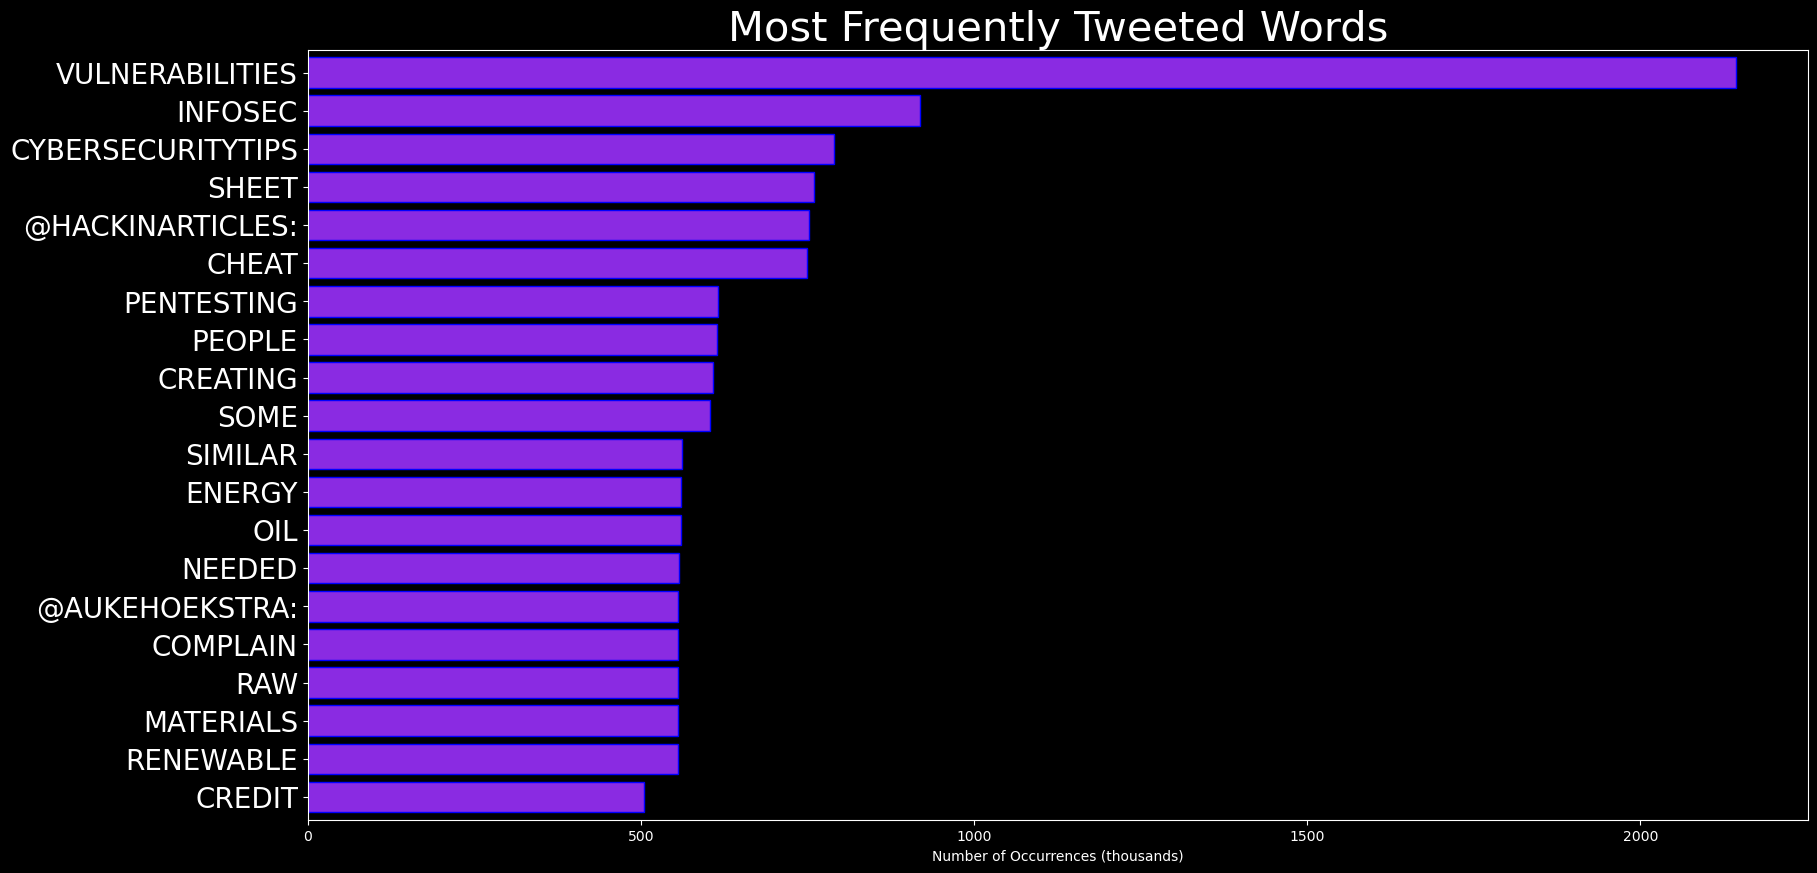 Most Frequently Tweeted Words
VULNERABILITIES
INFOSEC
CYBERSECURITYTIPS
SHEET
@HACKINARTICLES:
CHEAT
PENTESTING
PEOPLE
CREATING
SOME
SIMILAR
ENERGY
OIL
NEEDED
@AUKEHOEKSTRA:
COMPLAIN
RAW
MATERIALS
RENEWABLE
CREDIT
0 500 1000 1500 2000
Number of Occurrences (thousands)